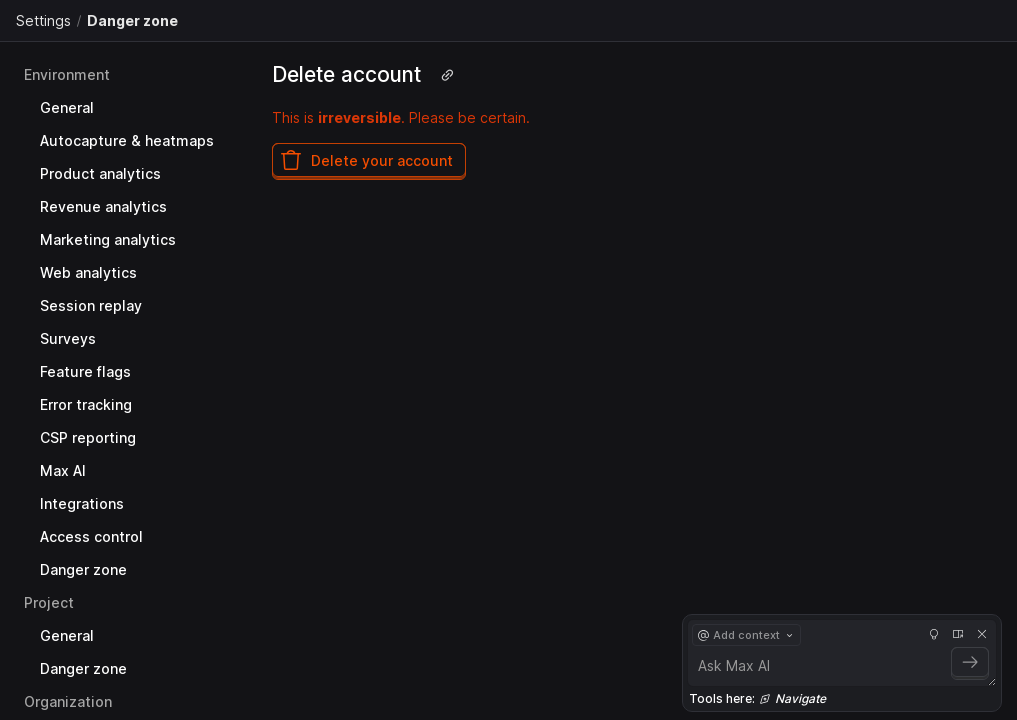 Settings / Danger zone
Environment
General
Autocapture & heatmaps
Product analytics
Revenue analytics
Marketing analytics
Web analytics
Session replay
Surveys
Feature flags
Error tracking
CSP reporting
Max AI
Integrations
Access control
Danger zone
Project
General
Danger zone
Organization
Delete account
This is irreversible. Please be certain.
Delete your account
@ Add context
Ask Max AI
Tools here: Navigate